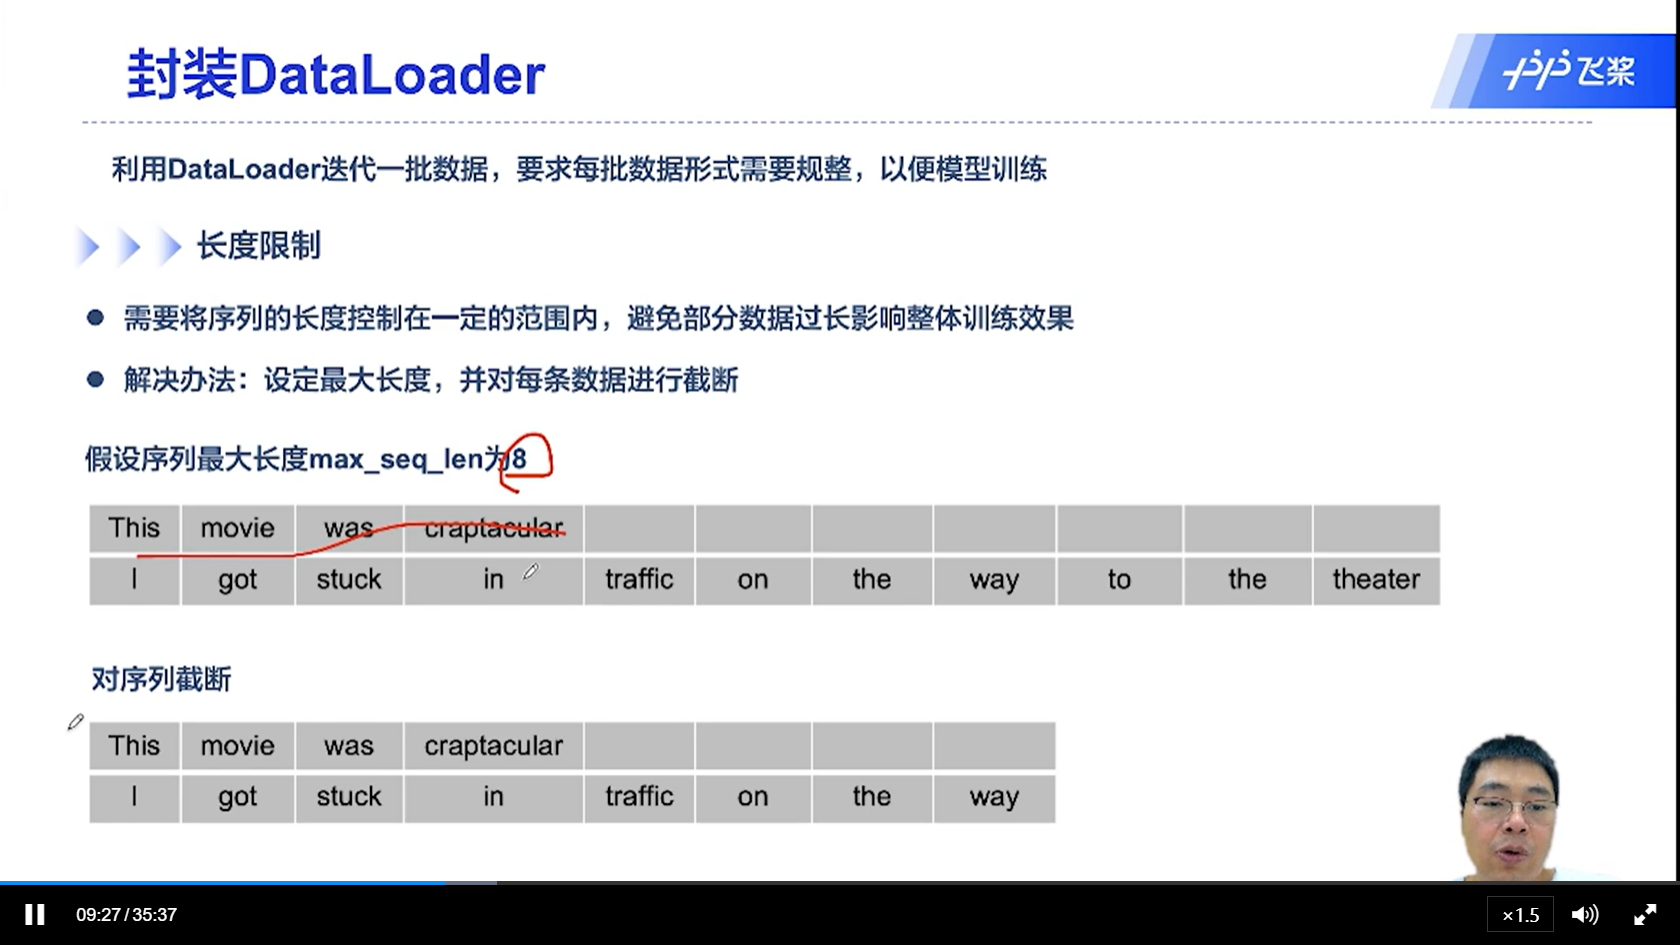 封装DataLoader
飞桨
利用DataLoader迭代一批数据，要求每批数据形式需要规整，以便模型训练
长度限制
需要将序列的长度控制在一定的范围内，避免部分数据过长影响整体训练效果
解决办法：设定最大长度，并对每条数据进行截断
假设序列最大长度max_seq_len为8
This movie was craptacular
I got stuck in traffic on the way to the theater
对序列截断
This movie was craptacular
I got stuck in traffic on the way
09:27/35:37 ×1.5